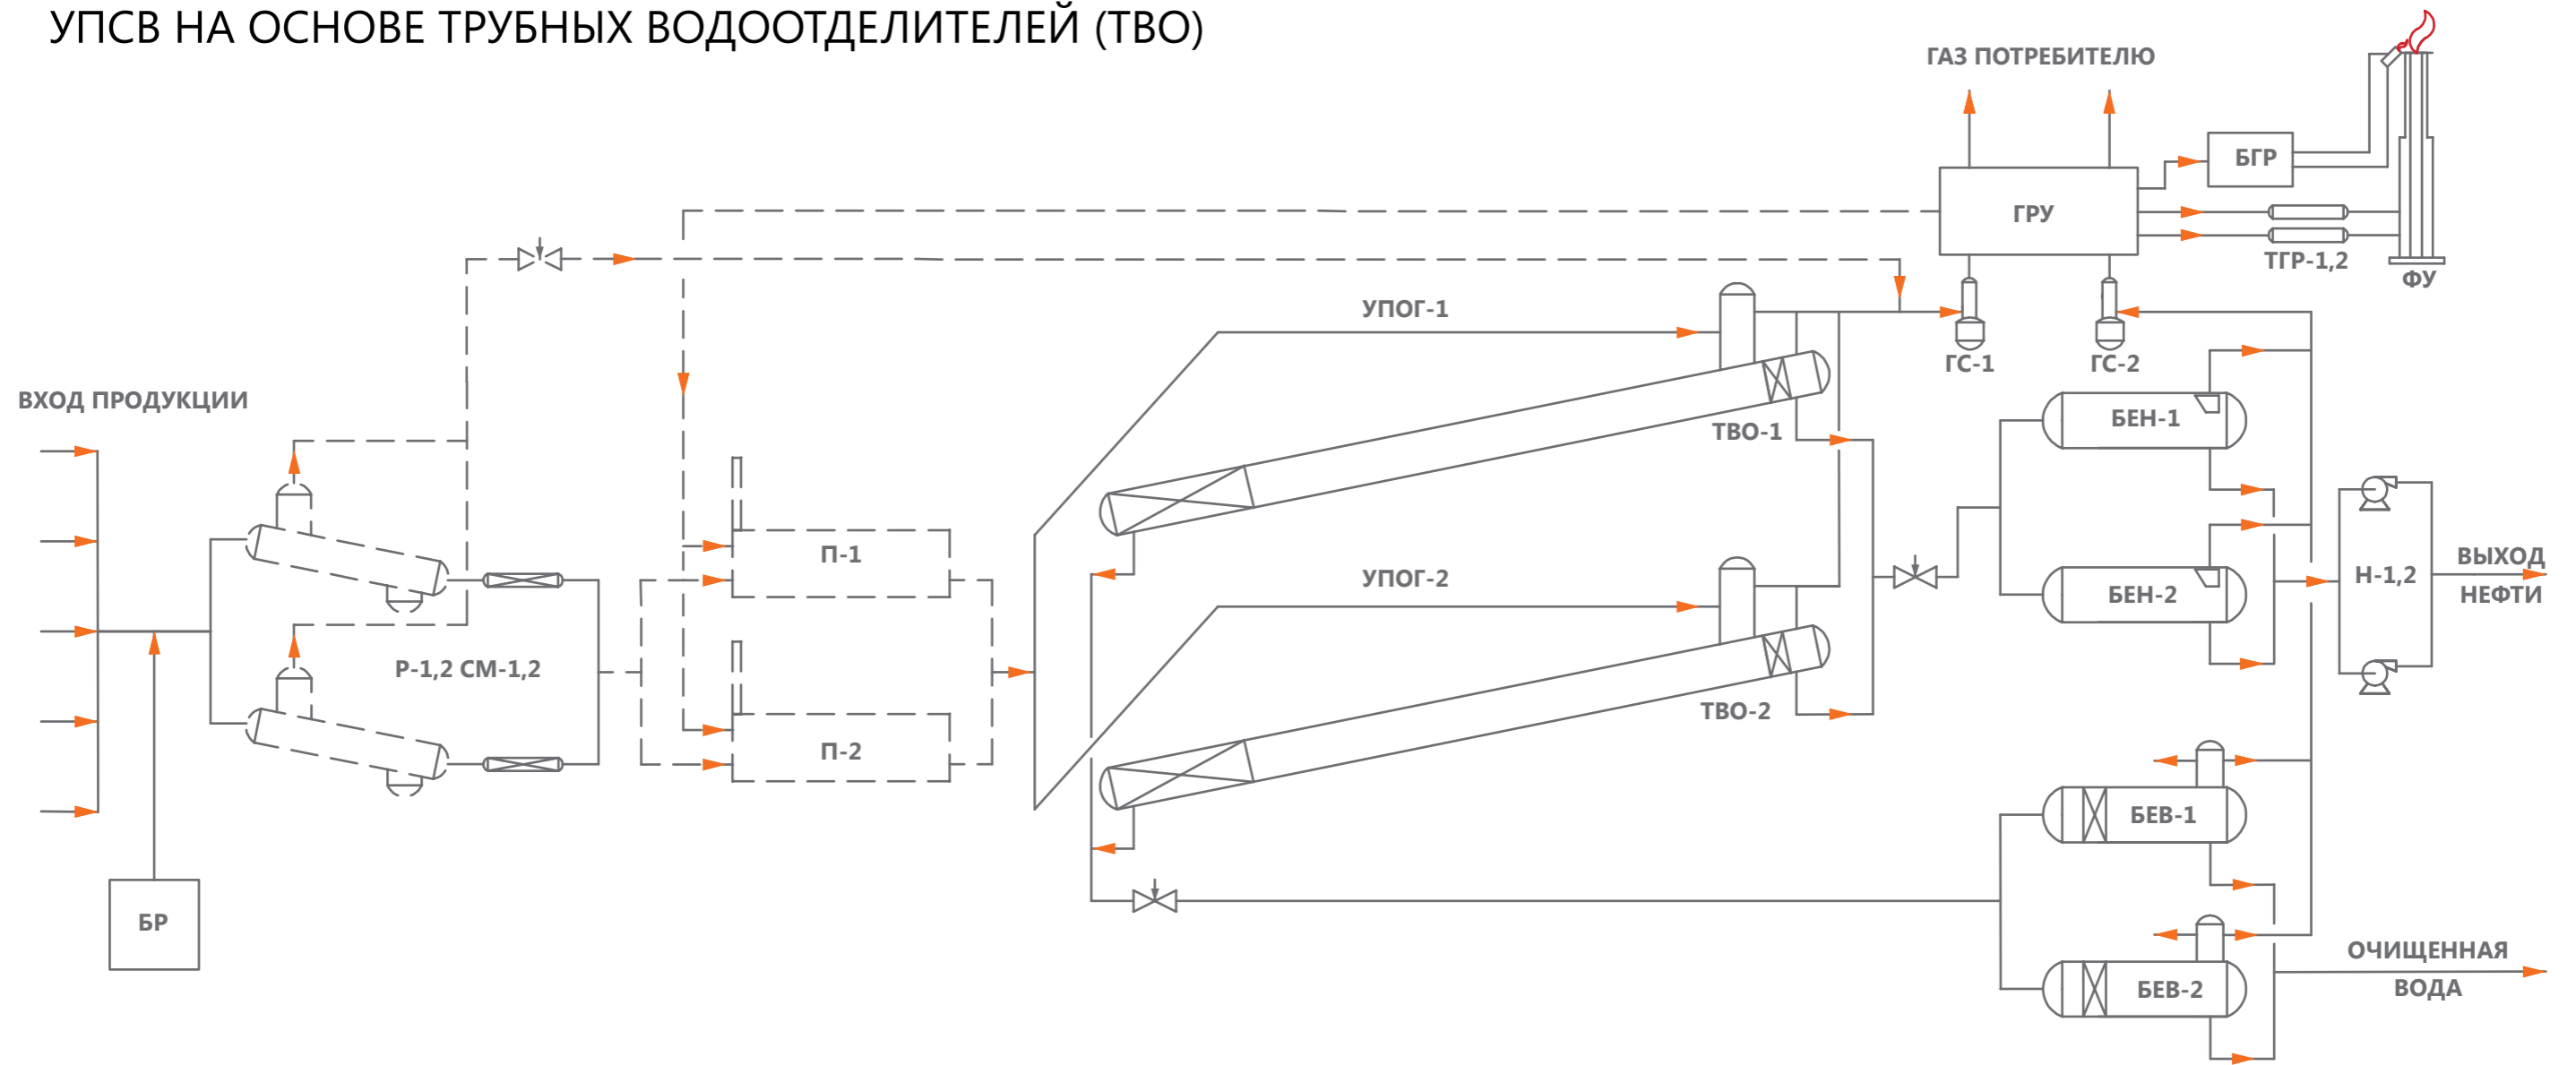 УПСВ НА ОСНОВЕ ТРУБНЫХ ВОДООТДЕЛИТЕЛЕЙ (ТВО)
ГАЗ ПОТРЕБИТЕЛЮ
БГР
ГРУ
ТГР-1,2
ФУ
УПОГ-1
ГС-1
ГС-2
ВХОД ПРОДУКЦИИ
ТВО-1
БЕН-1
П-1
УПОГ-2
БЕН-2
Н-1,2
ВЫХОД
НЕФТИ
Р-1,2 СМ-1,2
ТВО-2
П-2
БЕВ-1
БР
ОЧИЩЕННАЯ
ВОДА
БЕВ-2